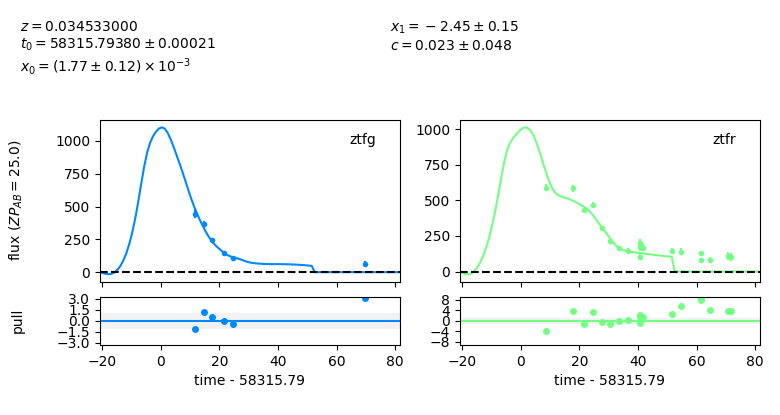 z = 0.034533000
t₀ = 58315.79380 ± 0.00021
x₀ = (1.77 ± 0.12) × 10⁻³
x₁ = −2.45 ± 0.15
c = 0.023 ± 0.048
flux (ZP_AB = 25.0)
1000
750
500
250
0
ztfg
1000
750
500
250
0
ztfr
pull
3.0
1.5
0.0
−1.5
−3.0
−20 0 20 40 60 80
time - 58315.79
8
4
0
−4
−8
−20 0 20 40 60 80
time - 58315.79